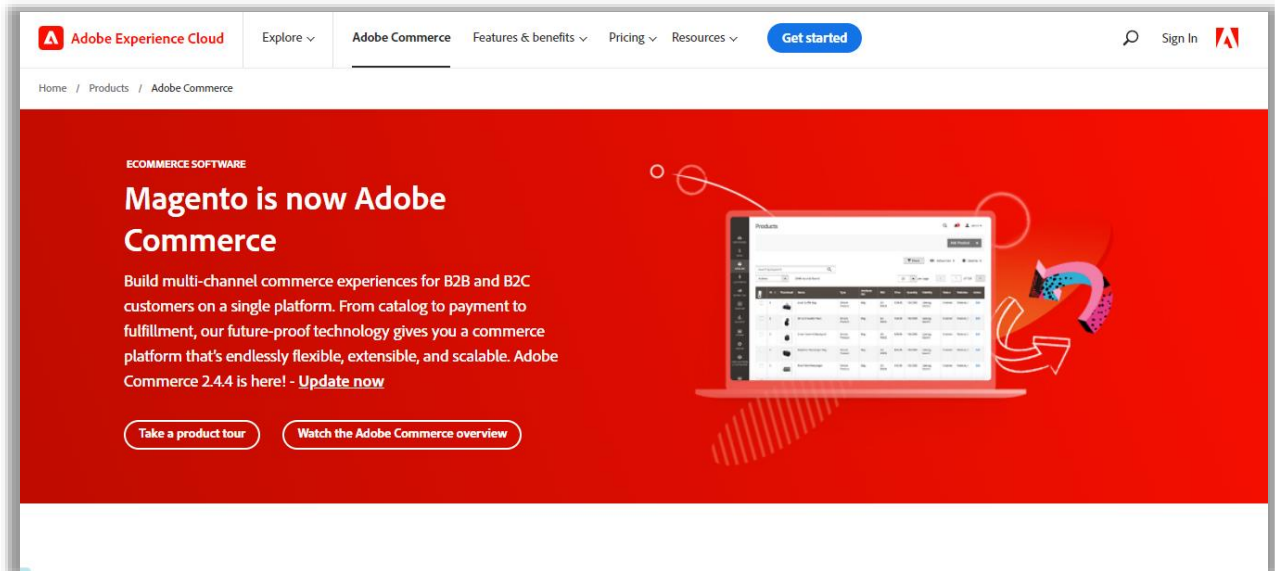 Adobe Experience Cloud Explore Adobe Commerce Features & benefits Pricing Resources Get started Sign In
Home / Products / Adobe Commerce
ECOMMERCE SOFTWARE
Magento is now Adobe
Commerce
Build multi-channel commerce experiences for B2B and B2C
customers on a single platform. From catalog to payment to
fulfillment, our future-proof technology gives you a commerce
platform that's endlessly flexible, extensible, and scalable. Adobe
Commerce 2.4.4 is here! - Update now
Take a product tour Watch the Adobe Commerce overview
Products